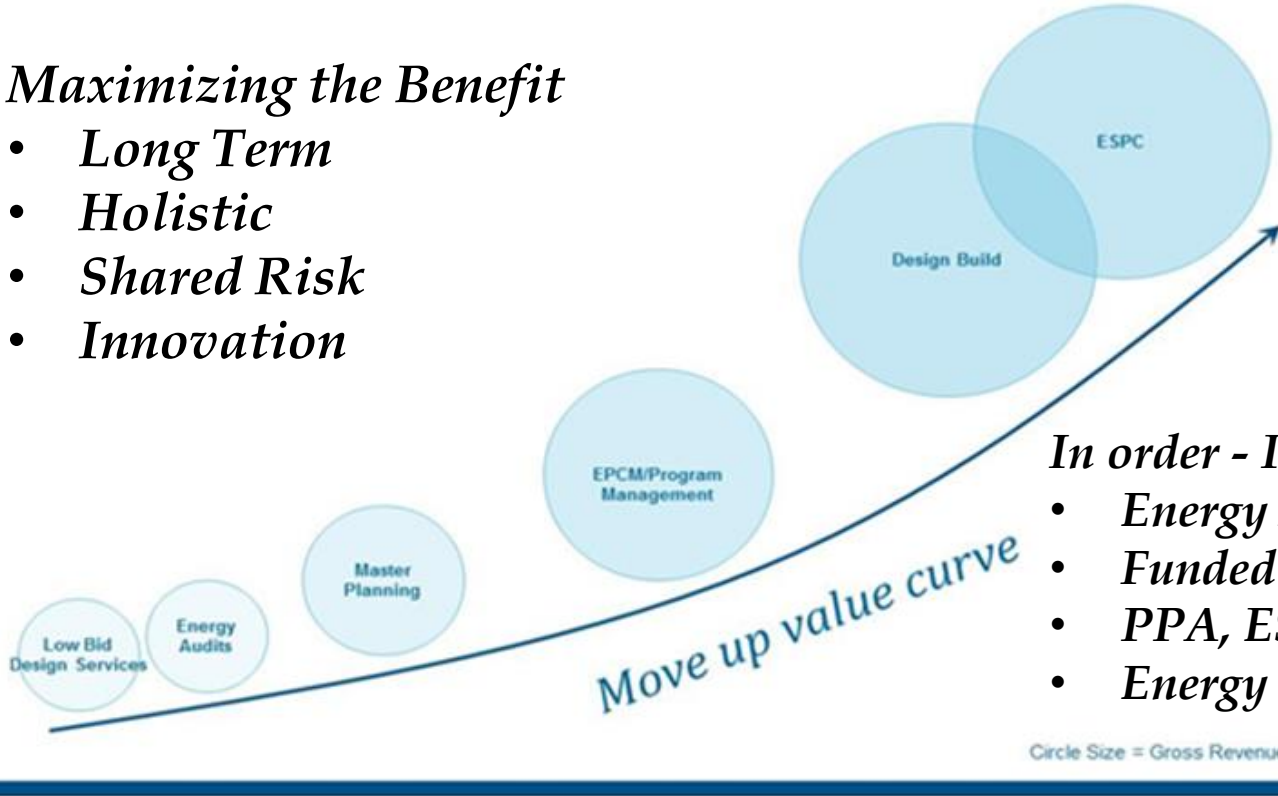 Maximizing the Benefit
• Long Term
• Holistic
• Shared Risk
• Innovation
ESPC
Design Build
EPCM/Program
Management
Master
Planning
Energy
Audits
Low Bid
Design Services
Move up value curve
In order -
• Energy
• Funded
• PPA,
• Energy
Circle Size = Gross Revenue